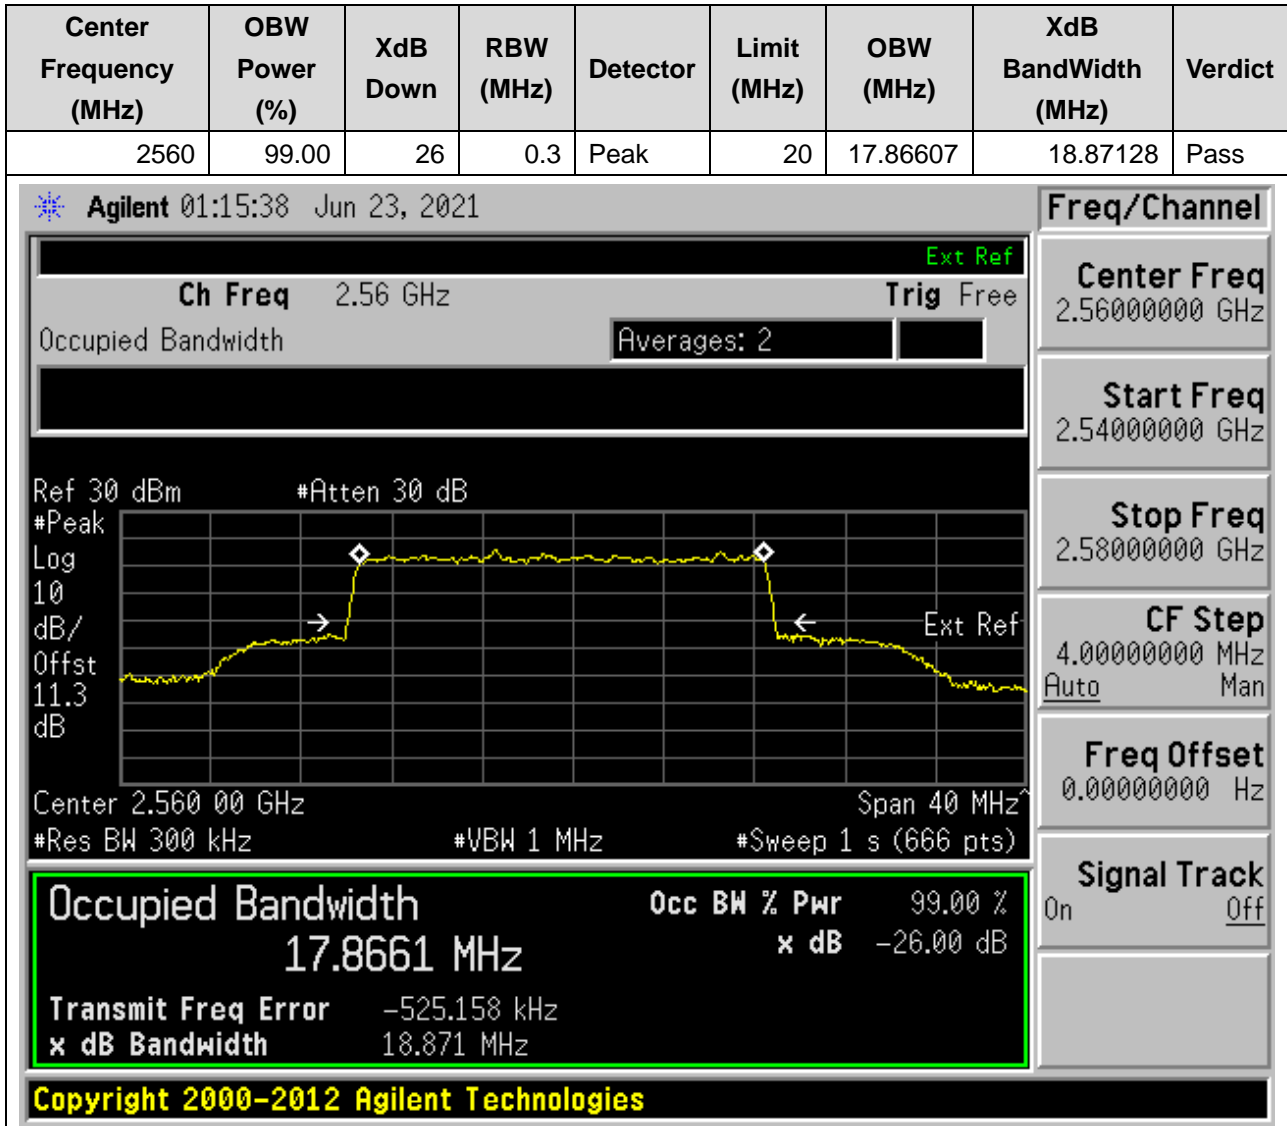 Center Frequency (MHz) OBW Power (%) XdB Down RBW (MHz) Detector Limit (MHz) OBW (MHz) XdB BandWidth (MHz) Verdict
2560 99.00 26 0.3 Peak 20 17.86607 18.87128 Pass
Agilent 01:15:38 Jun 23, 2021
Freq/Channel
Ext Ref
Ch Freq 2.56 GHz Trig Free
Occupied Bandwidth Averages: 2
Center Freq
2.56000000 GHz
Start Freq
2.54000000 GHz
Stop Freq
2.58000000 GHz
CF Step
4.00000000 MHz
Auto Man
Freq Offset
0.00000000 Hz
Signal Track
On Off
Ref 30 dBm #Atten 30 dB
#Peak
Log
10
dB/
Offst
11.3
dB
Ext Ref
Center 2.560 00 GHz Span 40 MHz^
#Res BW 300 kHz #VBW 1 MHz #Sweep 1 s (666 pts)
Occupied Bandwidth Occ BW % Pwr 99.00 %
17.8661 MHz x dB -26.00 dB
Transmit Freq Error -525.158 kHz
x dB Bandwidth 18.871 MHz
Copyright 2000-2012 Agilent Technologies